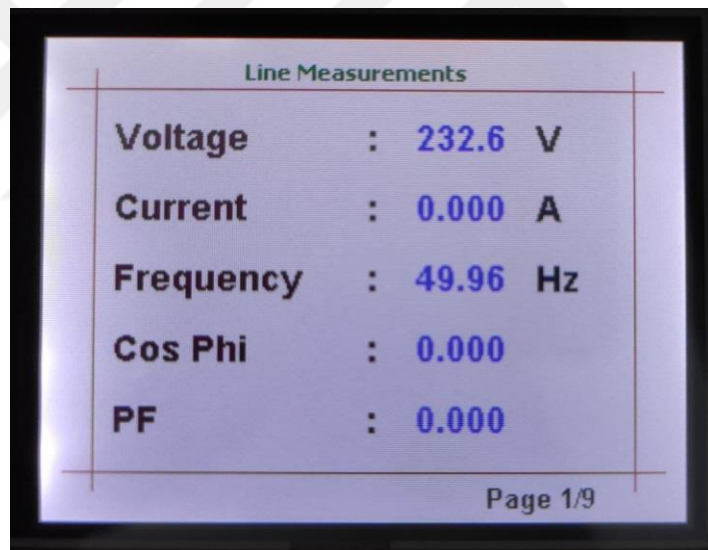 Line Measurements
Voltage : 232.6 V
Current : 0.000 A
Frequency : 49.96 Hz
Cos Phi : 0.000
PF : 0.000
Page 1/9